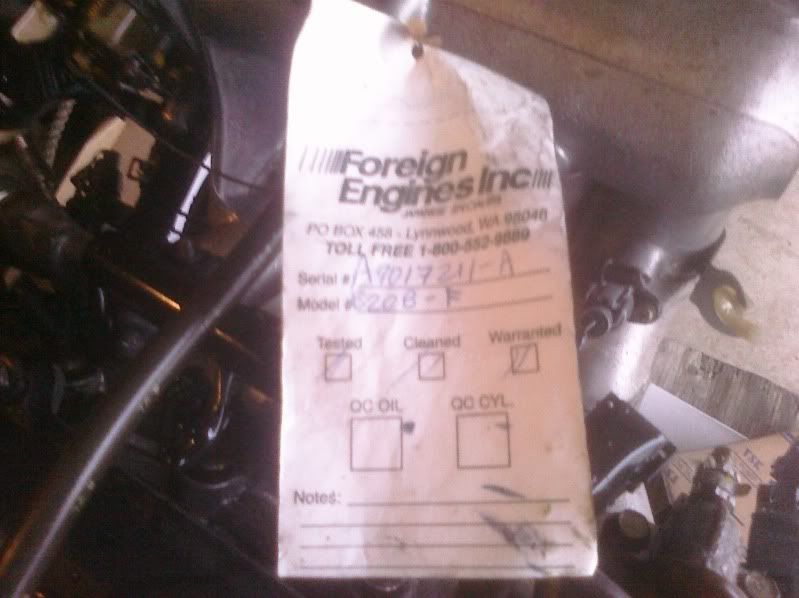 Foreign
Engines Inc
PO BOX 458 - Lynnwood, WA 98046
TOLL FREE 1-800-552-8889
Serial # A9017211-A
Model # S20B-F
Tested Cleaned Warranted
QC OIL QC CYL.
Notes: